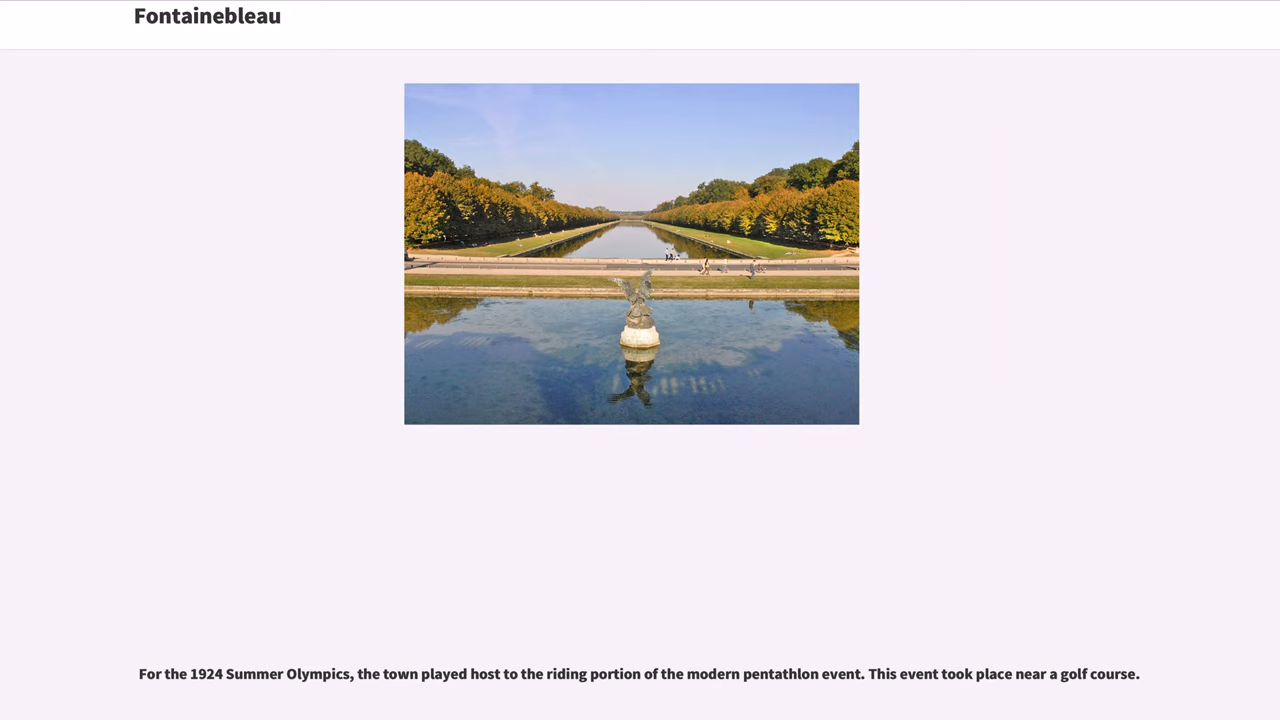 Fontainebleau
For the 1924 Summer Olympics, the town played host to the riding portion of the modern pentathlon event. This event took place near a golf course.